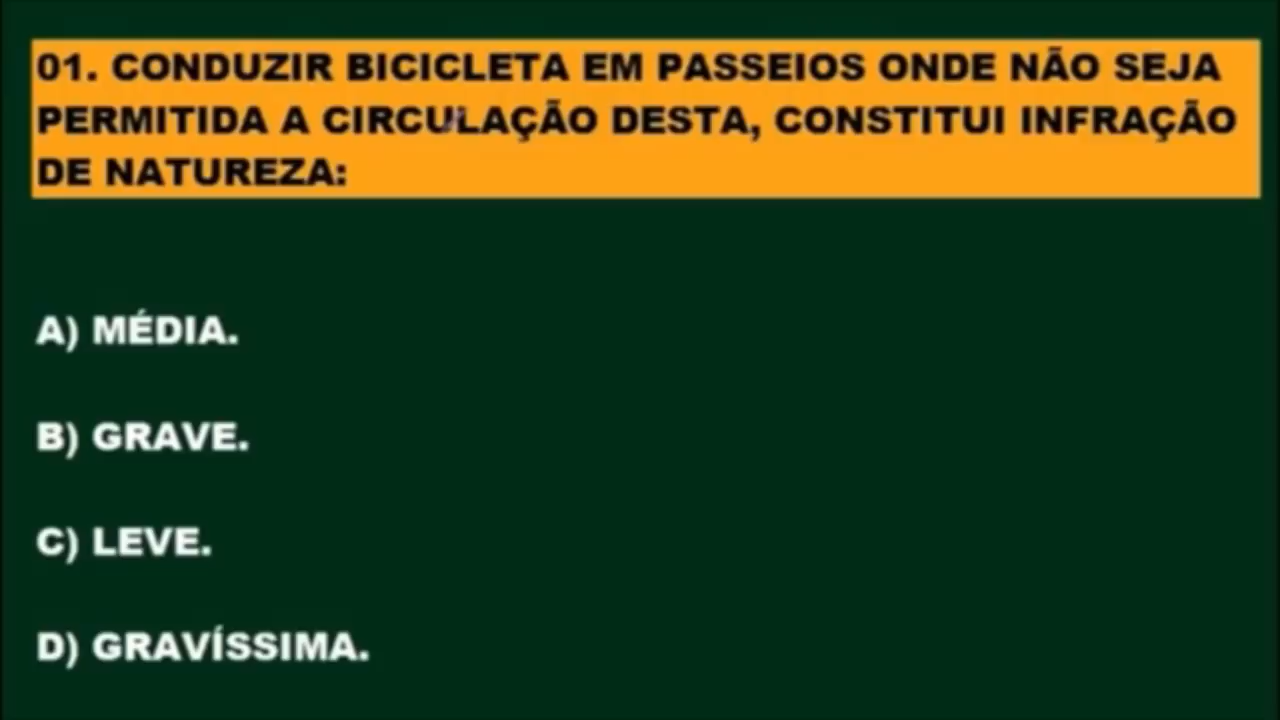 01. CONDUZIR BICICLETA EM PASSEIOS ONDE NÃO SEJA
PERMITIDA A CIRCULAÇÃO DESTA, CONSTITUI INFRAÇÃO
DE NATUREZA:
A) MÉDIA.
B) GRAVE.
C) LEVE.
D) GRAVÍSSIMA.